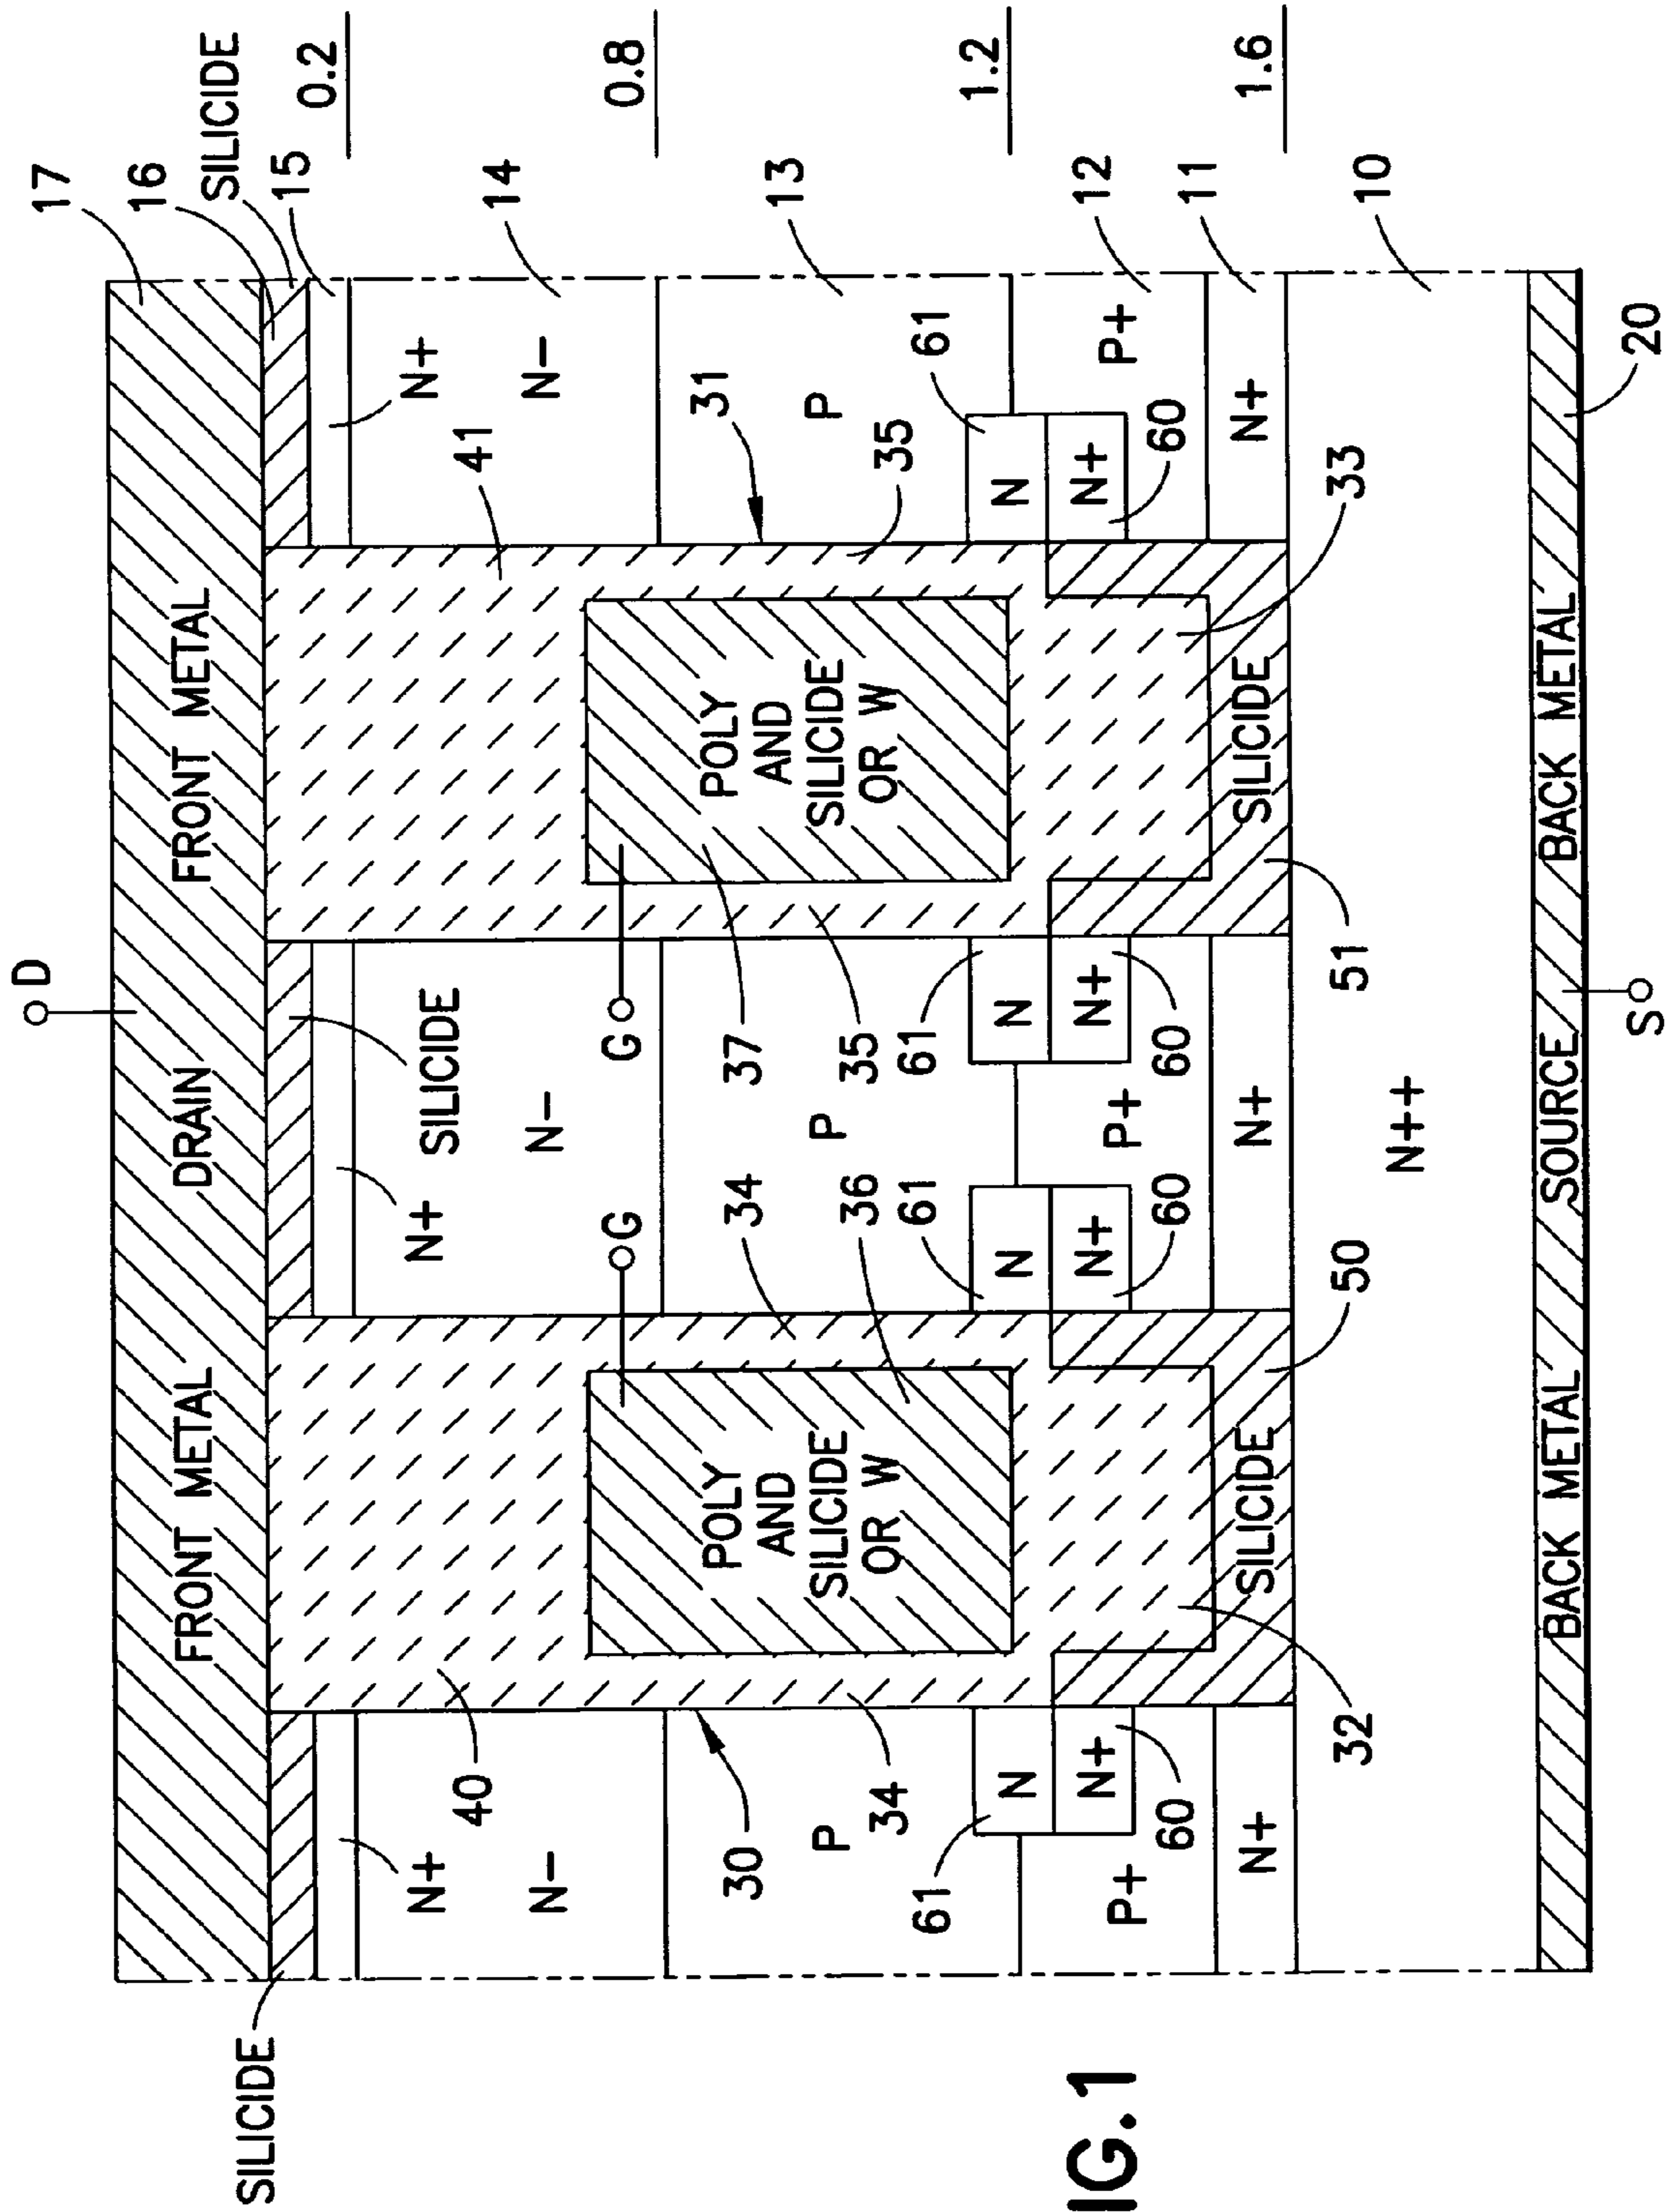 D
17
16
SILICIDE
15
0.2
FRONT METAL
DRAIN
FRONT METAL
SILICIDE
N+
N+
SILICIDE
N+
40
41
14
0.8
N-
N-
N-
G
G
30
34
37
31
13
POLY
AND
SILICIDE
OR W
POLY
AND
SILICIDE
OR W
P
P
P
34
36
35
35
1.2
61
61
61
61
N
N
N
N
N+
N+
N+
N+
60
60
60
60
P+
P+
P+
12
11
1.6
N+
SILICIDE
N+
SILICIDE
N+
32
50
51
33
10
N++
BACK METAL
SOURCE
BACK METAL
20
S
IG.1